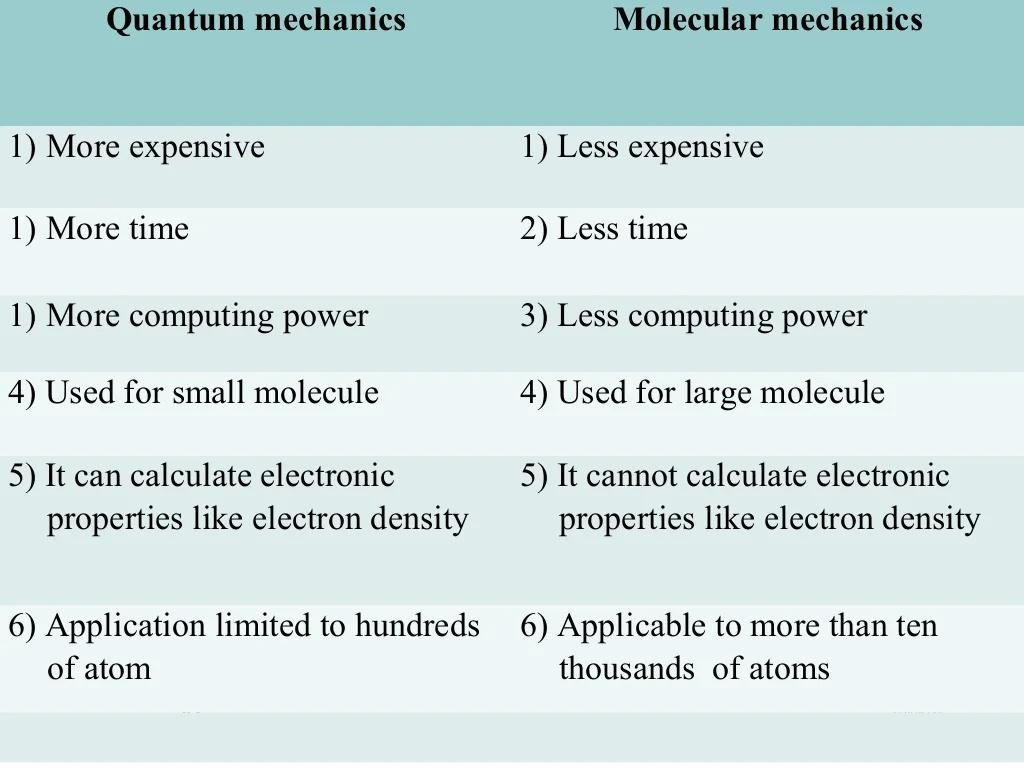 Quantum mechanics
Molecular mechanics
1) More expensive
1) Less expensive
1) More time
2) Less time
1) More computing power
3) Less computing power
4) Used for small molecule
4) Used for large molecule
5) It can calculate electronic
properties like electron density
5) It cannot calculate electronic
properties like electron density
6) Application limited to hundreds
of atom
6) Applicable to more than ten
thousands of atoms